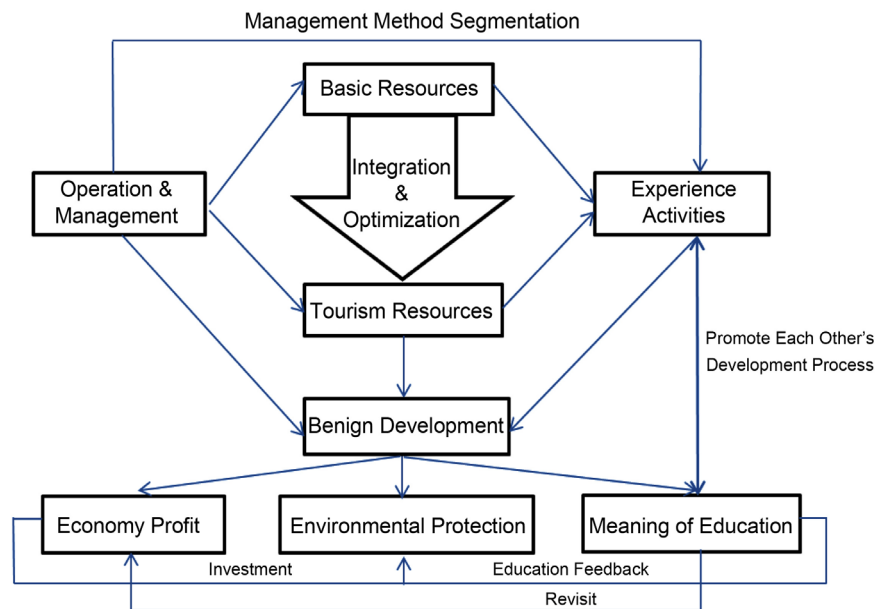 Management Method Segmentation
Basic Resources
Integration
&
Optimization
Operation &
Management
Experience
Activities
Tourism Resources
Promote Each Other's
Development Process
Benign Development
Economy Profit
Environmental Protection
Meaning of Education
Investment
Education Feedback
Revisit